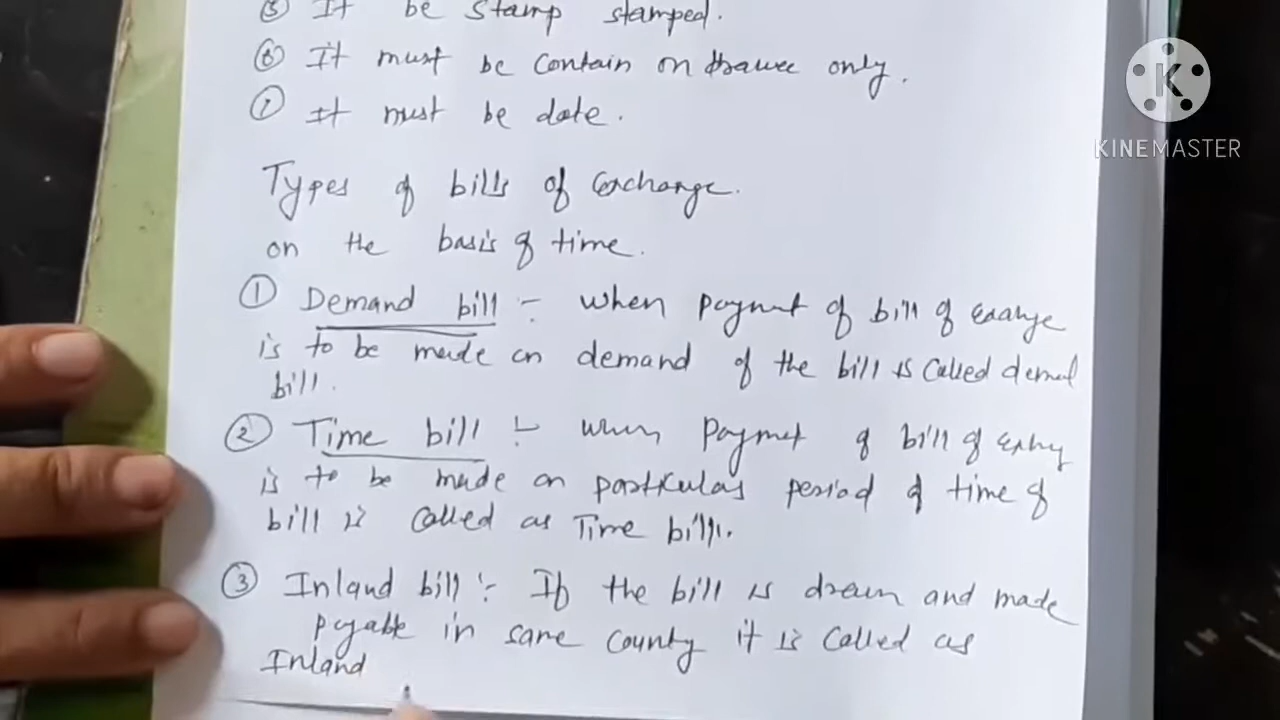 ⑤ It be stamp stamped.
⑥ It must be contain on drawee only.
⑦ It must be date.
K
KINEMASTER
Types of bills of Exchange.
on the basis of time.
① Demand bill :- when payment of bill of Exchange
is to be made on demand of the bill is called demand
bill.
② Time bill :- when payment of bill of
is to be made on particular period of time of
bill is called as Time bill.
③ Inland bill :- If the bill is drawn and made
payable in same county it is called as
Inland